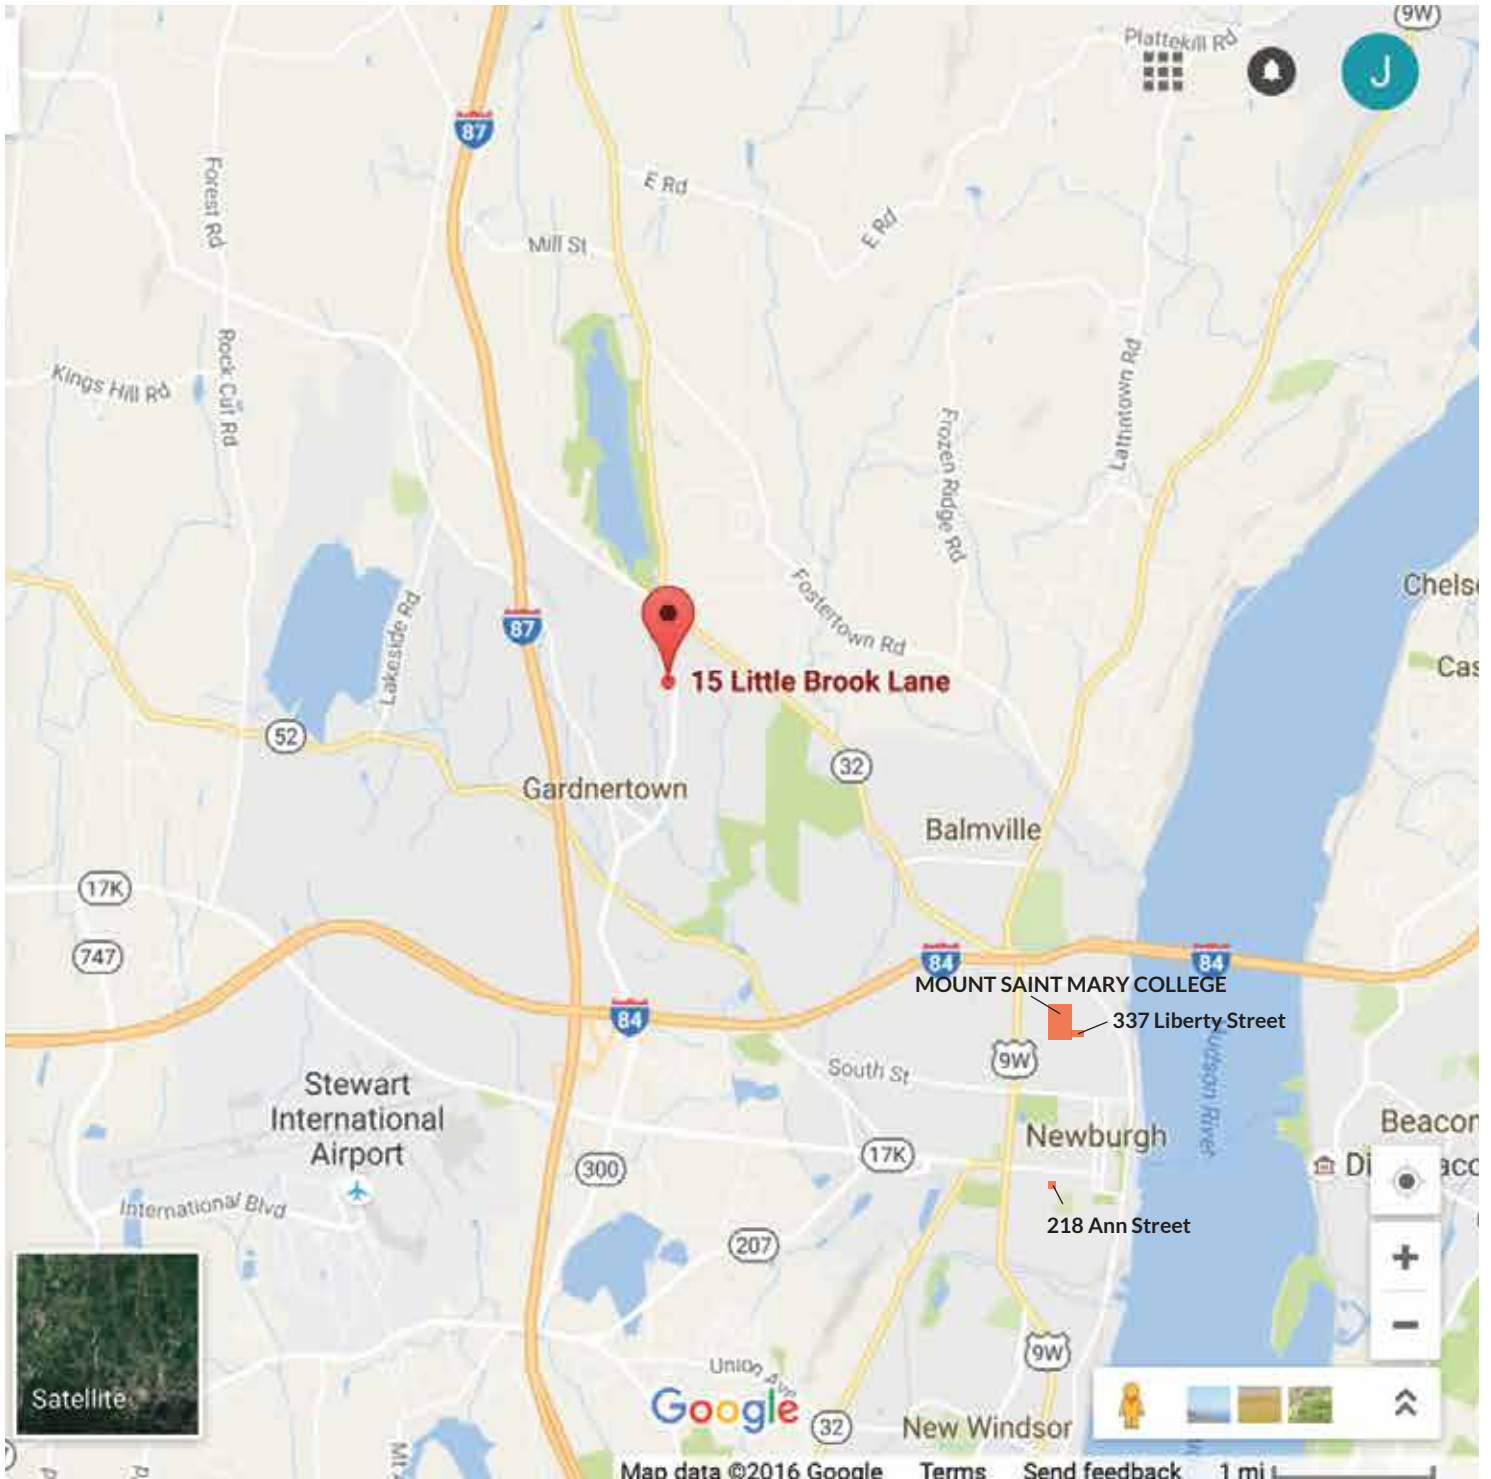 9W
Plattekill Rd
J
87
Forest Rd
E Rd
E Rd
Mill St
Rock Cut Rd
Kings Hill Rd
Lattintown Rd
Frozen Ridge Rd
Fostertown Rd
Chels
Lakeside Rd
87
15 Little Brook Lane
Cas
52
32
Gardnertown
Balmville
17K
747
84
84
MOUNT SAINT MARY COLLEGE
84
337 Liberty Street
9W
South St
Hudson River
Stewart
International
Airport
Newburgh
Beacon
17K
300
Di
aco
International Blvd
218 Ann Street
207
9W
Union Ave
Satellite
Google
32
New Windsor
Mt
Map data ©2016 Google
Terms
Send feedback
1 mi